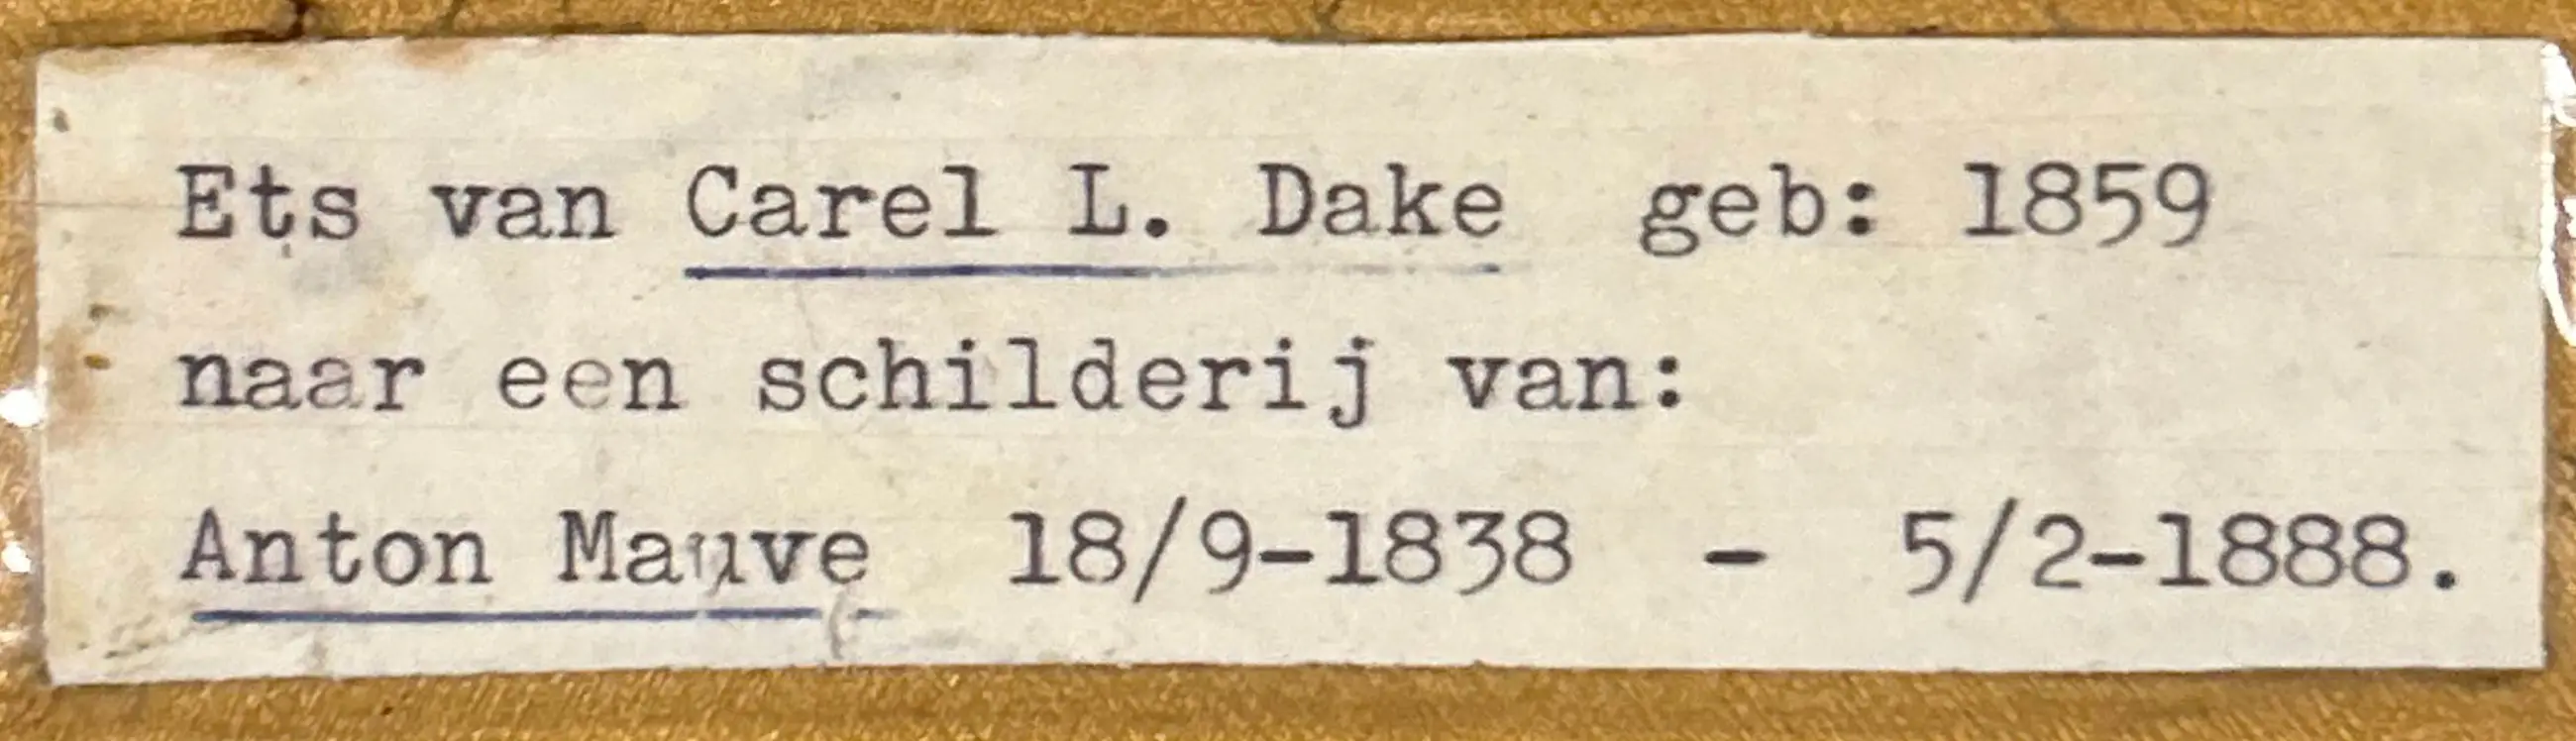 Ets van Carel L. Dake geb: 1859
naar een schilderij van:
Anton Mauve 18/9-1838 - 5/2-1888.